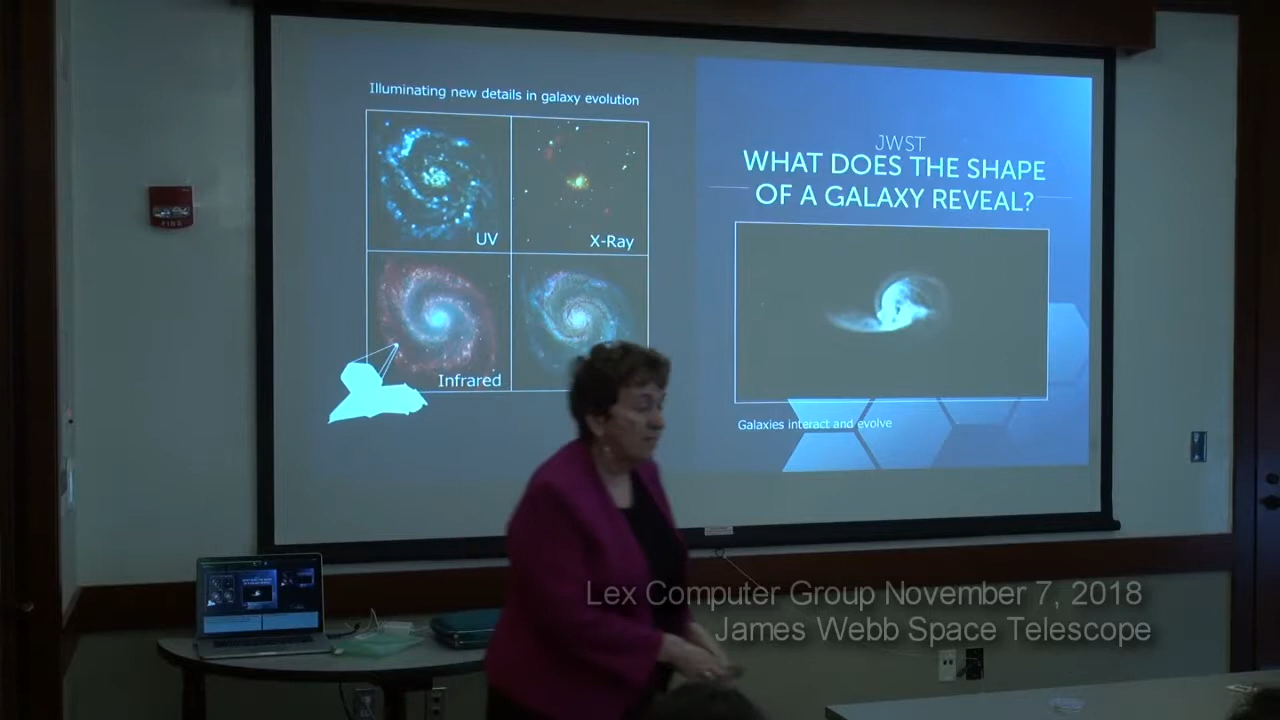 Illuminating new details in galaxy evolution
UV
X-Ray
Infrared
JWST
WHAT DOES THE SHAPE
OF A GALAXY REVEAL?
Galaxies interact and evolve
FIRE
Lex Computer Group November 7, 2018
James Webb Space Telescope